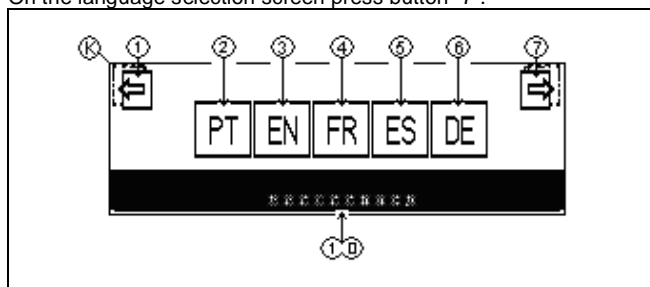 On the language selection screen press button "7".
K 1 2 3 4 5 6 7
PT EN FR ES DE
10